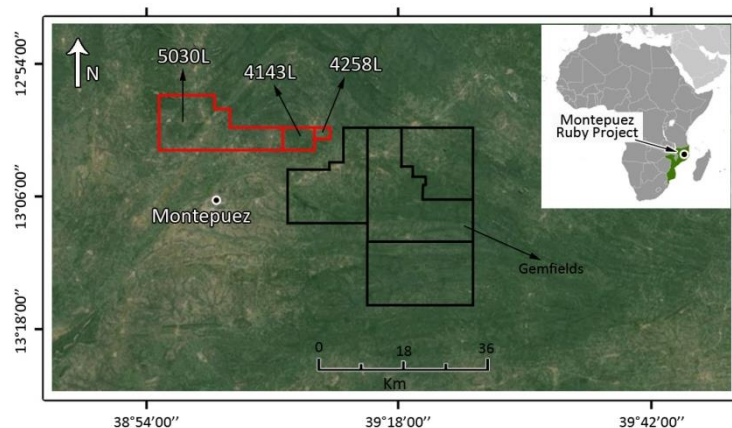 5030L
4143L
4258L
N
12°54'00''
13°06'00''
13°18'00''
Montepuez
Ruby Project
Montepuez
Gemfields
0 18 36
Km
38°54'00'' 39°18'00'' 39°42'00''